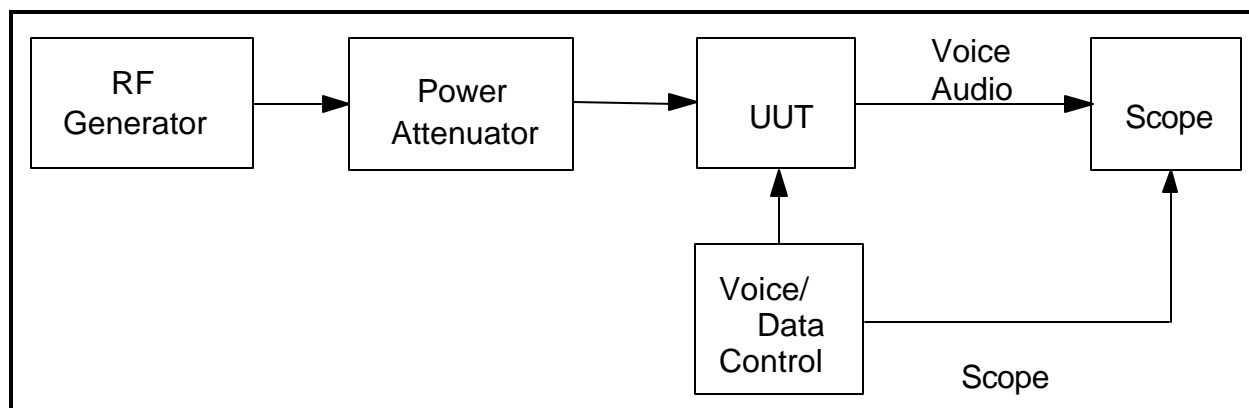 RF
Generator
Power
Attenuator
UUT
Voice
Audio
Scope
Voice/
Data
Control
Scope